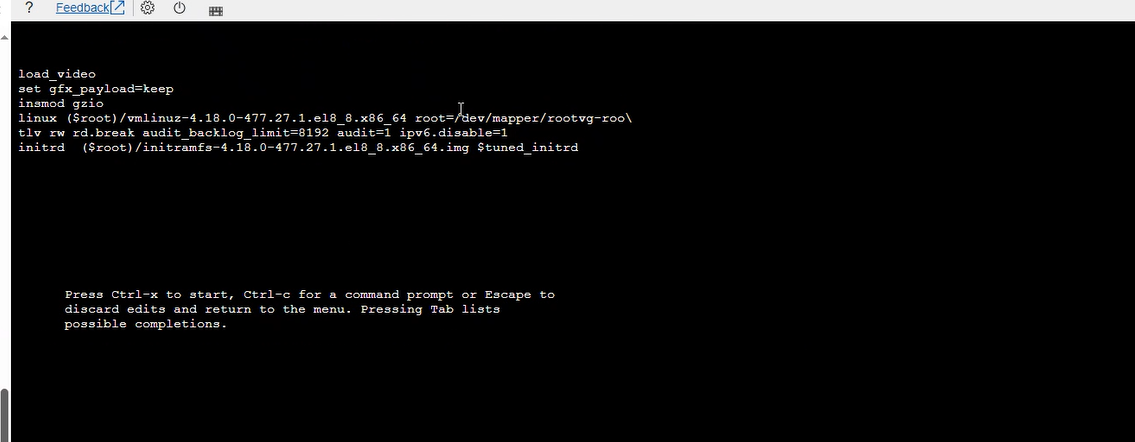 ? Feedback
load_video
set gfx_payload=keep
insmod gzio
linux ($root)/vmlinuz-4.18.0-477.27.1.el8_8.x86_64 root=/dev/mapper/rootvg-roo\
tlv rw rd.break audit_backlog_limit=8192 audit=1 ipv6.disable=1
initrd  ($root)/initramfs-4.18.0-477.27.1.el8_8.x86_64.img $tuned_initrd
Press Ctrl-x to start, Ctrl-c for a command prompt or Escape to
discard edits and return to the menu. Pressing Tab lists
possible completions.